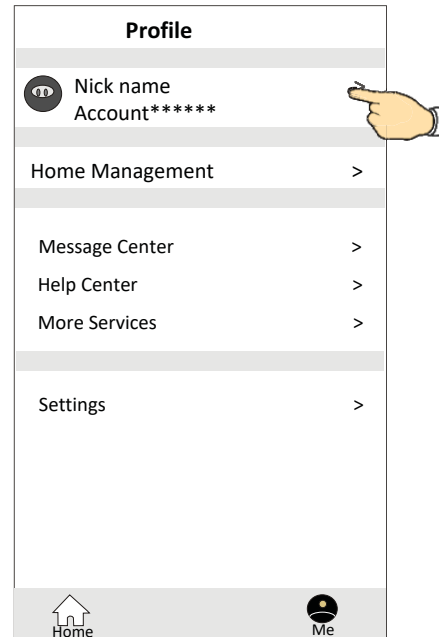 Profile
Nick name
Account******
Home Management >
Message Center >
Help Center >
More Services >
Settings >
Home Me